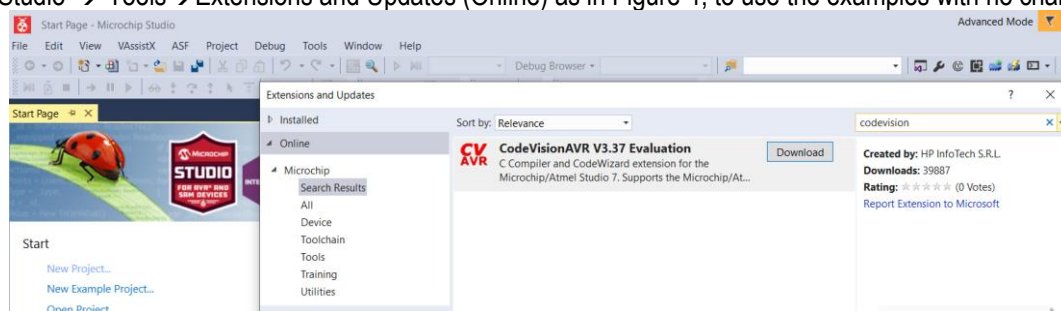 Studio → Tools→Extensions and Updates (Online) as in Figure 1, to use the examples with no
Start Page - Microchip Studio
Advanced Mode
File Edit View VAssistX ASF Project Debug Tools Window Help
Debug Browser
Extensions and Updates
? ×
Start Page
Installed
Sort by: Relevance
codevision
Online
Microchip
Search Results
All
Device
Toolchain
Tools
Training
Utilities
CV
AVR
CodeVisionAVR V3.37 Evaluation
C Compiler and CodeWizard extension for the
Microchip/Atmel Studio 7. Supports the Microchip/At...
Download
Created by: HP InfoTech S.R.L.
Downloads: 39887
Rating: ☆☆☆☆☆ (0 Votes)
Report Extension to Microsoft
MICROCHIP
STUDIO
FOR AVR® AND
SAM DEVICES
Start
New Project...
New Example Project...
Open Project